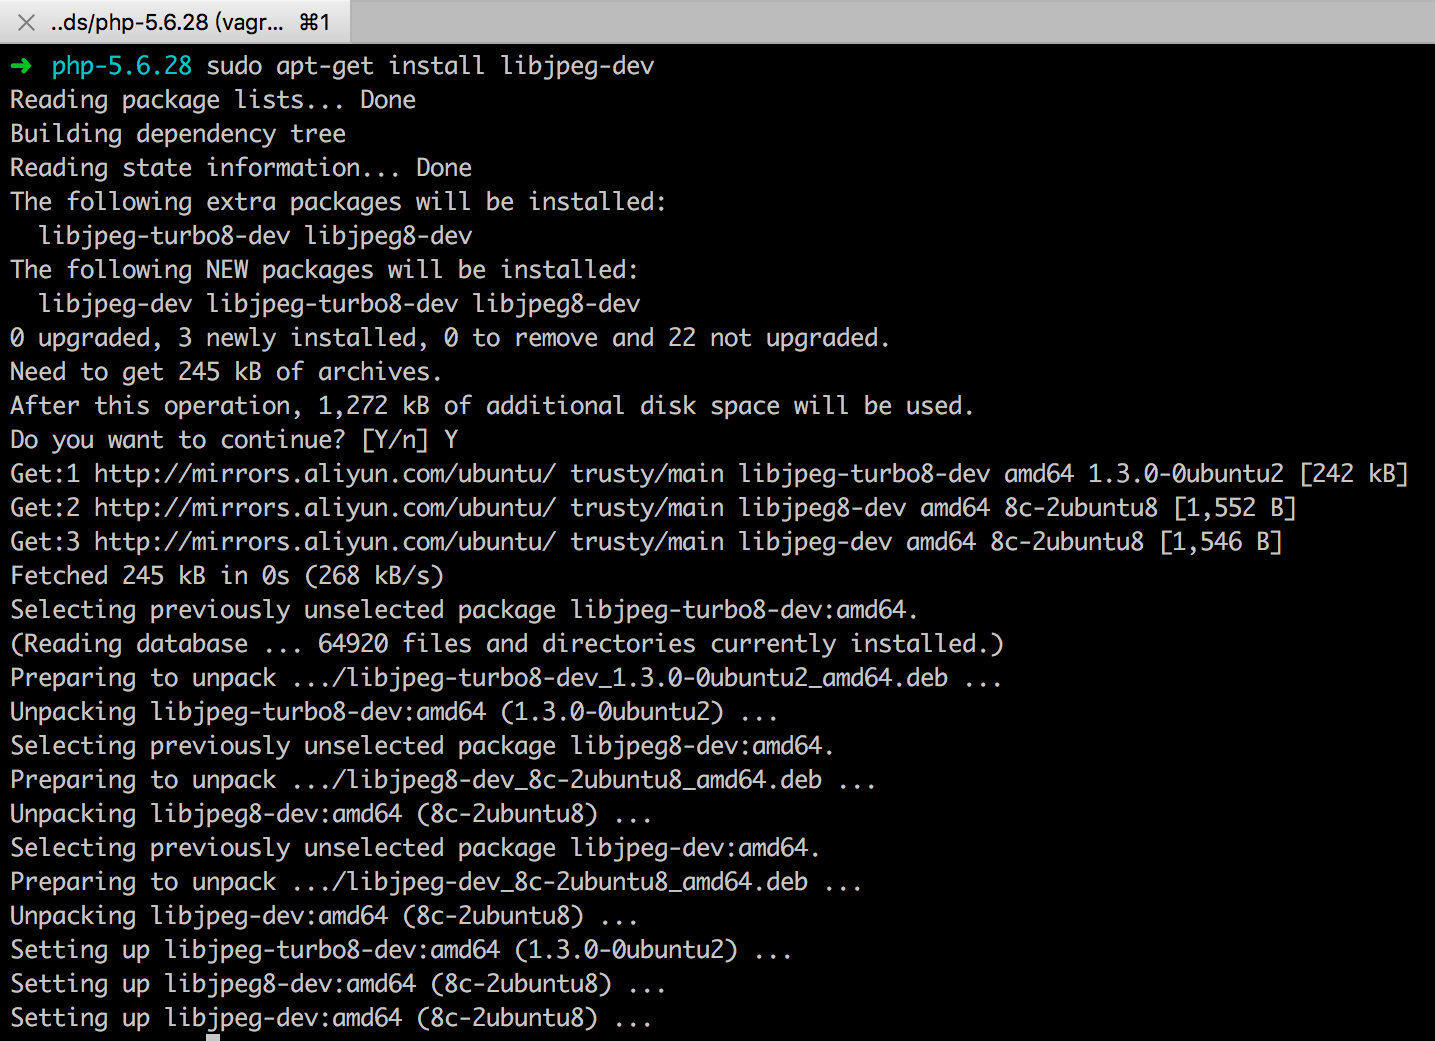 ..ds/php-5.6.28 (vagr... ⌘1
➜ php-5.6.28 sudo apt-get install libjpeg-dev
Reading package lists... Done
Building dependency tree
Reading state information... Done
The following extra packages will be installed:
  libjpeg-turbo8-dev libjpeg8-dev
The following NEW packages will be installed:
  libjpeg-dev libjpeg-turbo8-dev libjpeg8-dev
0 upgraded, 3 newly installed, 0 to remove and 22 not upgraded.
Need to get 245 kB of archives.
After this operation, 1,272 kB of additional disk space will be used.
Do you want to continue? [Y/n] Y
Get:1 http://mirrors.aliyun.com/ubuntu/ trusty/main libjpeg-turbo8-dev amd64 1.3.0-0ubuntu2 [242 kB]
Get:2 http://mirrors.aliyun.com/ubuntu/ trusty/main libjpeg8-dev amd64 8c-2ubuntu8 [1,552 B]
Get:3 http://mirrors.aliyun.com/ubuntu/ trusty/main libjpeg-dev amd64 8c-2ubuntu8 [1,546 B]
Fetched 245 kB in 0s (268 kB/s)
Selecting previously unselected package libjpeg-turbo8-dev:amd64.
(Reading database ... 64920 files and directories currently installed.)
Preparing to unpack .../libjpeg-turbo8-dev_1.3.0-0ubuntu2_amd64.deb ...
Unpacking libjpeg-turbo8-dev:amd64 (1.3.0-0ubuntu2) ...
Selecting previously unselected package libjpeg8-dev:amd64.
Preparing to unpack .../libjpeg8-dev_8c-2ubuntu8_amd64.deb ...
Unpacking libjpeg8-dev:amd64 (8c-2ubuntu8) ...
Selecting previously unselected package libjpeg-dev:amd64.
Preparing to unpack .../libjpeg-dev_8c-2ubuntu8_amd64.deb ...
Unpacking libjpeg-dev:amd64 (8c-2ubuntu8) ...
Setting up libjpeg-turbo8-dev:amd64 (1.3.0-0ubuntu2) ...
Setting up libjpeg8-dev:amd64 (8c-2ubuntu8) ...
Setting up libjpeg-dev:amd64 (8c-2ubuntu8) ...